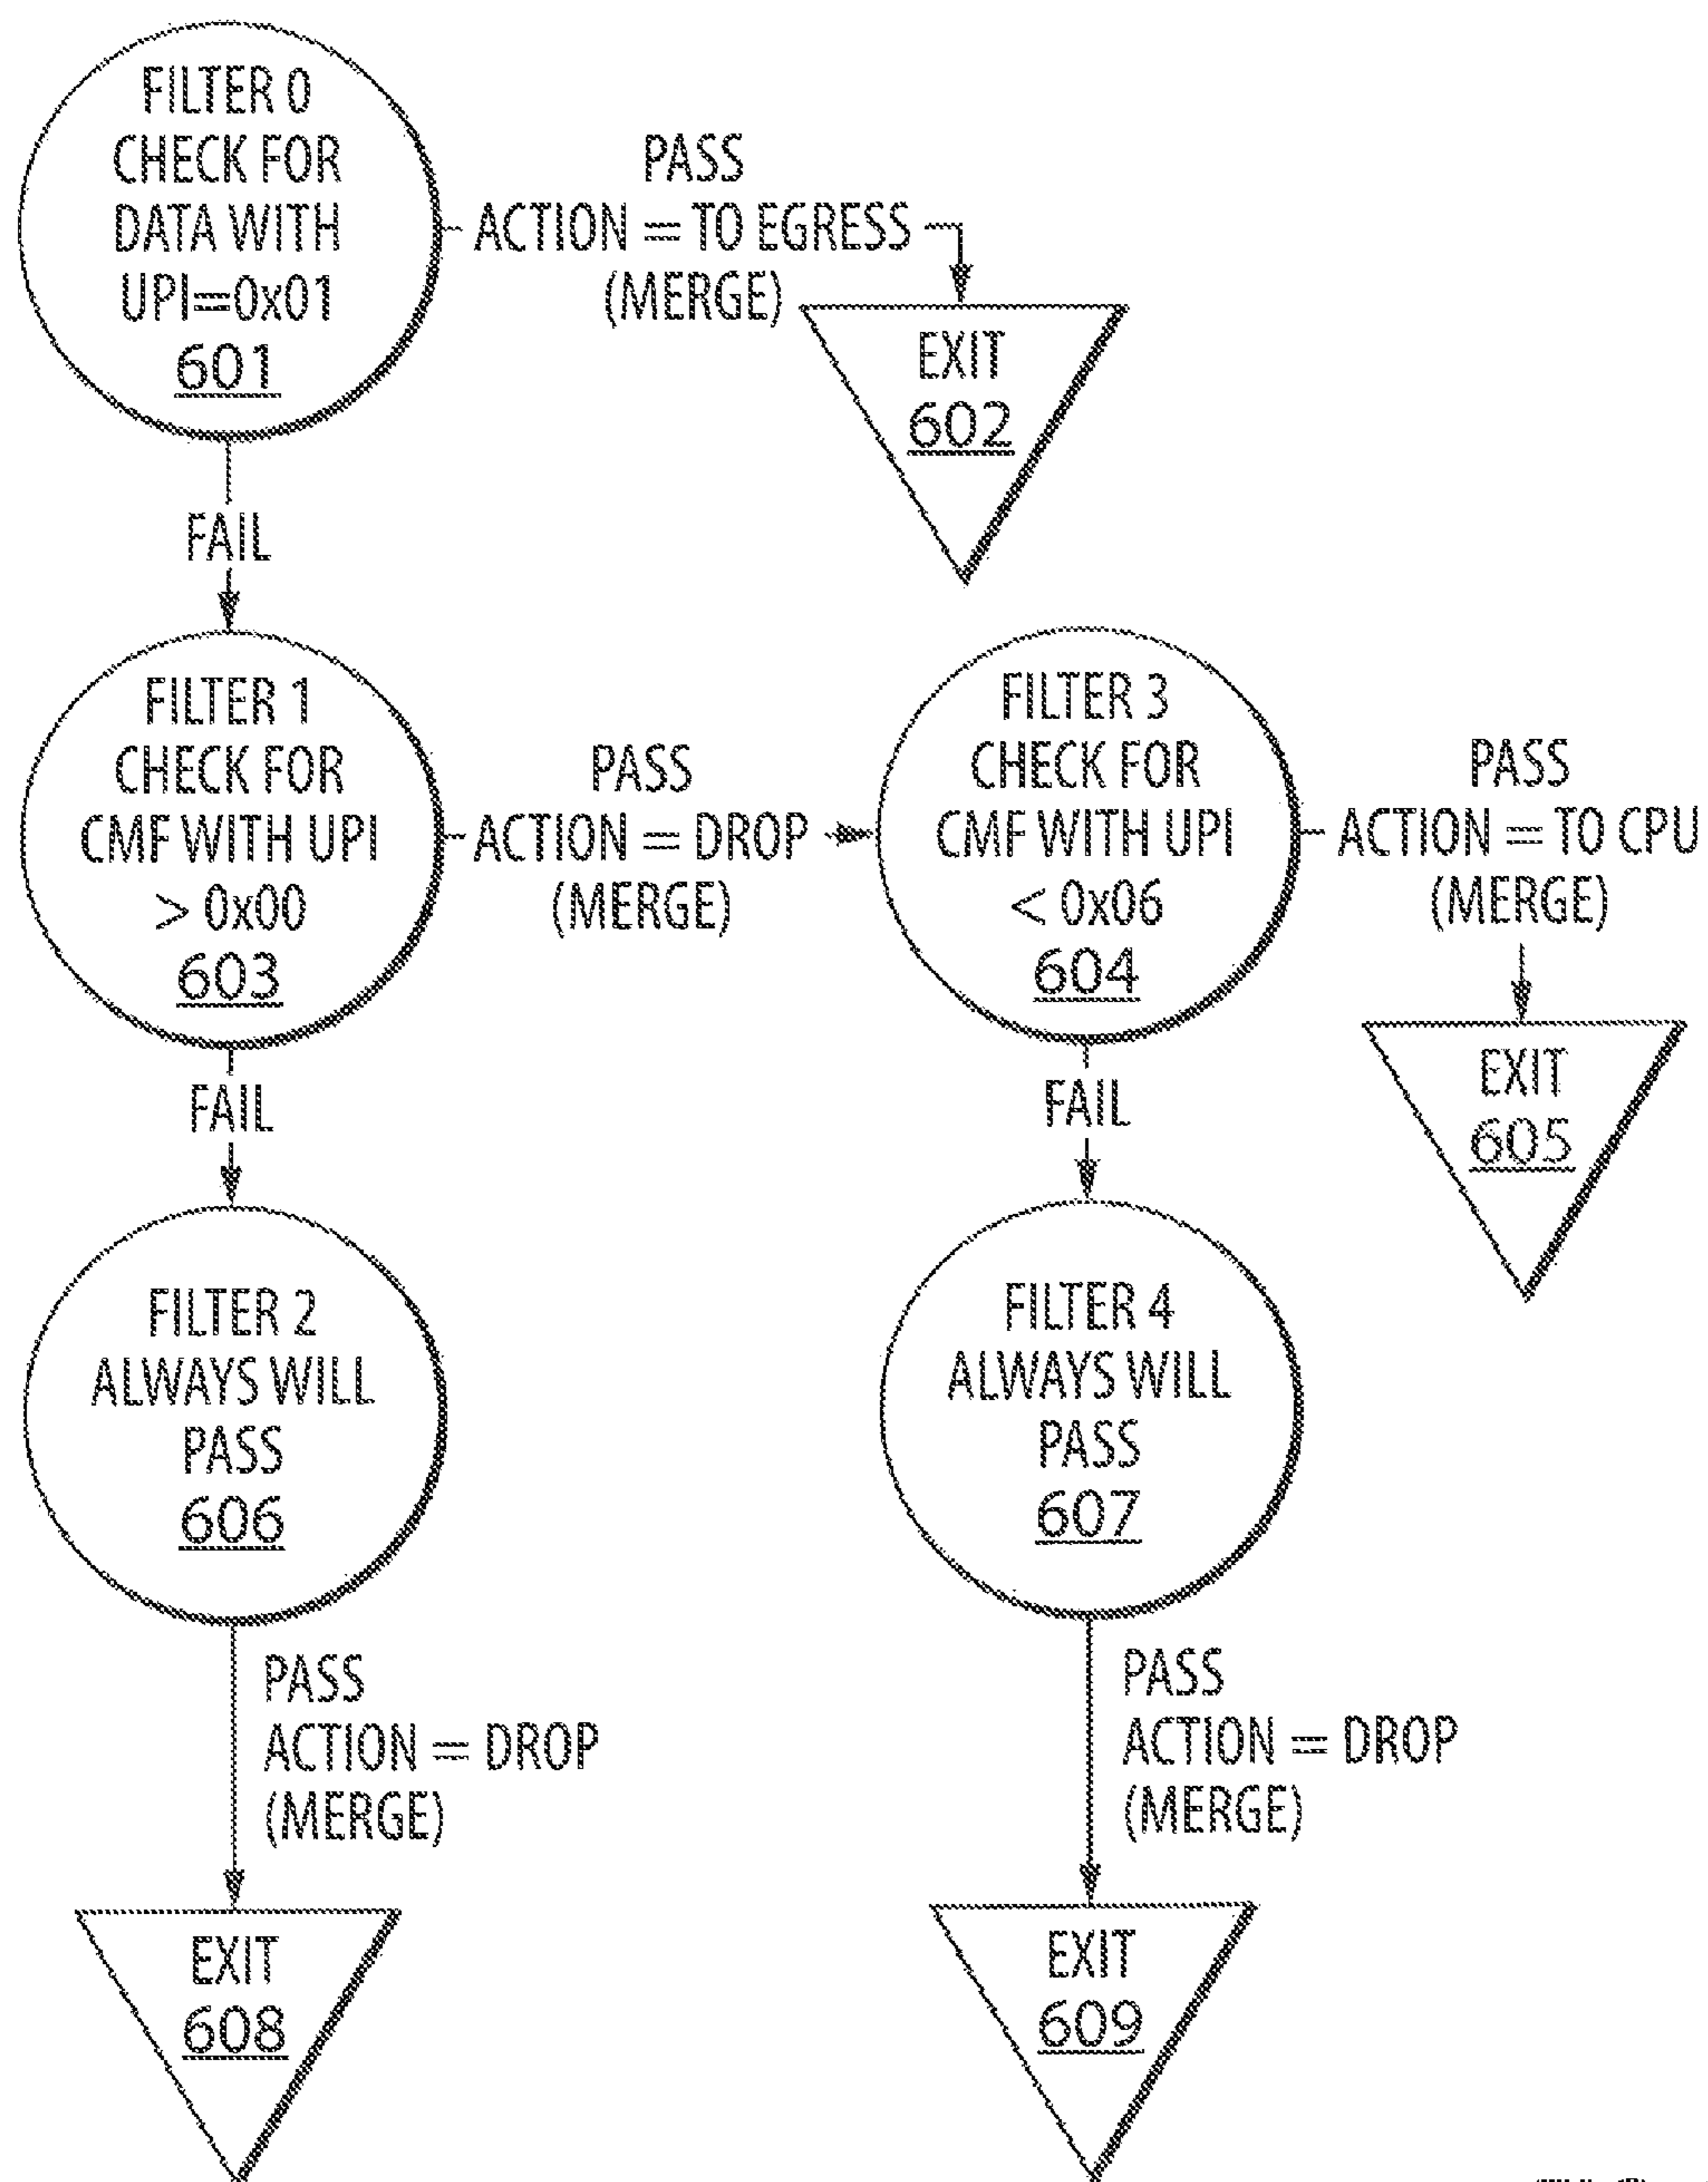 FILTER 0
CHECK FOR
DATA WITH
UPI=0x01
601
PASS
ACTION = TO EGRESS
(MERGE)
EXIT
602
FAIL
FILTER 1
CHECK FOR
CMF WITH UPI
> 0x00
603
PASS
ACTION = DROP
(MERGE)
FILTER 3
CHECK FOR
CMF WITH UPI
< 0x06
604
PASS
ACTION = TO CPU
(MERGE)
EXIT
605
FAIL
FAIL
FILTER 2
ALWAYS WILL
PASS
606
FILTER 4
ALWAYS WILL
PASS
607
PASS
ACTION = DROP
(MERGE)
PASS
ACTION = DROP
(MERGE)
EXIT
608
EXIT
609